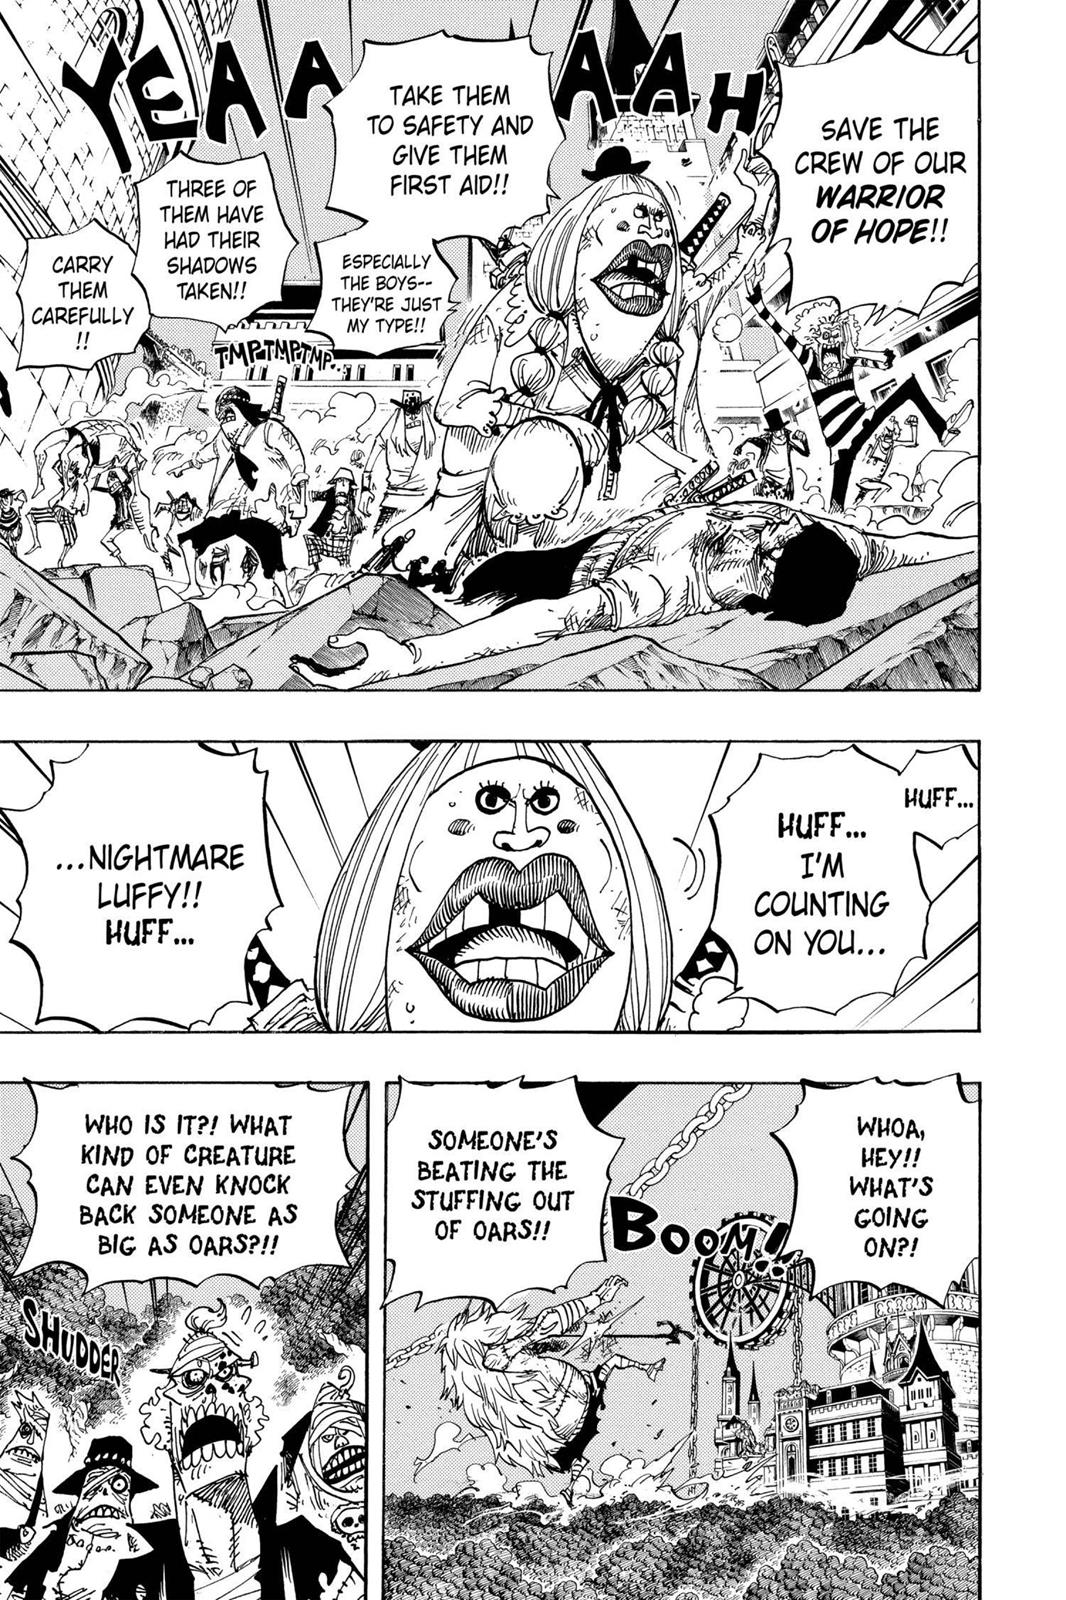 YEAAAAAH
SAVE THE
CREW OF OUR
WARRIOR
OF HOPE!!
TAKE THEM
TO SAFETY AND
GIVE THEM
FIRST AID!!
ESPECIALLY
THE BOYS--
THEY'RE JUST
MY TYPE!!
THREE OF
THEM HAVE
HAD THEIR
SHADOWS
TAKEN!!
CARRY
THEM
CAREFULLY
!!
TMP TMP TMP...
HUFF...
HUFF...
I'M
COUNTING
ON YOU...
...NIGHTMARE
LUFFY!!
HUFF...
WHOA,
HEY!!
WHAT'S
GOING
ON?!
SOMEONE'S
BEATING THE
STUFFING OUT
OF OARS!!
BOOM!
WHO IS IT?! WHAT
KIND OF CREATURE
CAN EVEN KNOCK
BACK SOMEONE AS
BIG AS OARS?!!
SHUDDER